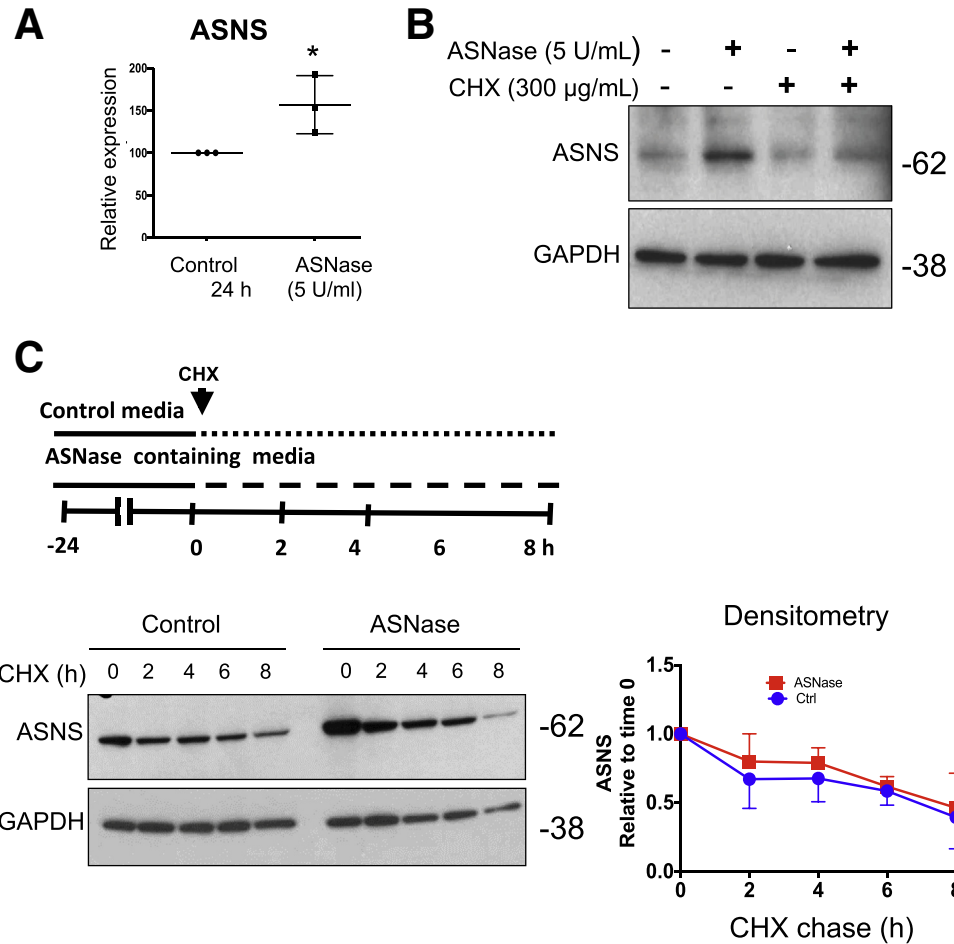 A
ASNS
*
Relative expression
200
150
100
50
0
Control
24 h
ASNase
(5 U/ml)
B
ASNase (5 U/mL) - + - +
CHX (300 µg/mL) - - + +
ASNS
-62
GAPDH
-38
C
CHX
Control media
ASNase containing media
-24 0 2 4 6 8 h
Control ASNase
CHX (h) 0 2 4 6 8 0 2 4 6 8
ASNS
-62
GAPDH
-38
Densitometry
ASNS
Relative to time 0
1.5
1.0
0.5
0.0
ASNase
Ctrl
0 2 4 6 8
CHX chase (h)